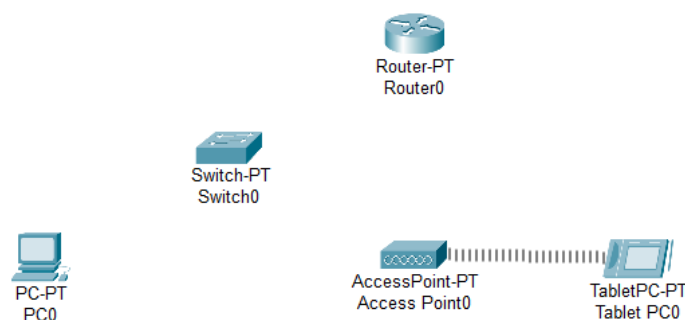 Router-PT
Router0
Switch-PT
Switch0
PC-PT
PC0
AccessPoint-PT
Access Point0
TabletPC-PT
Tablet PC0